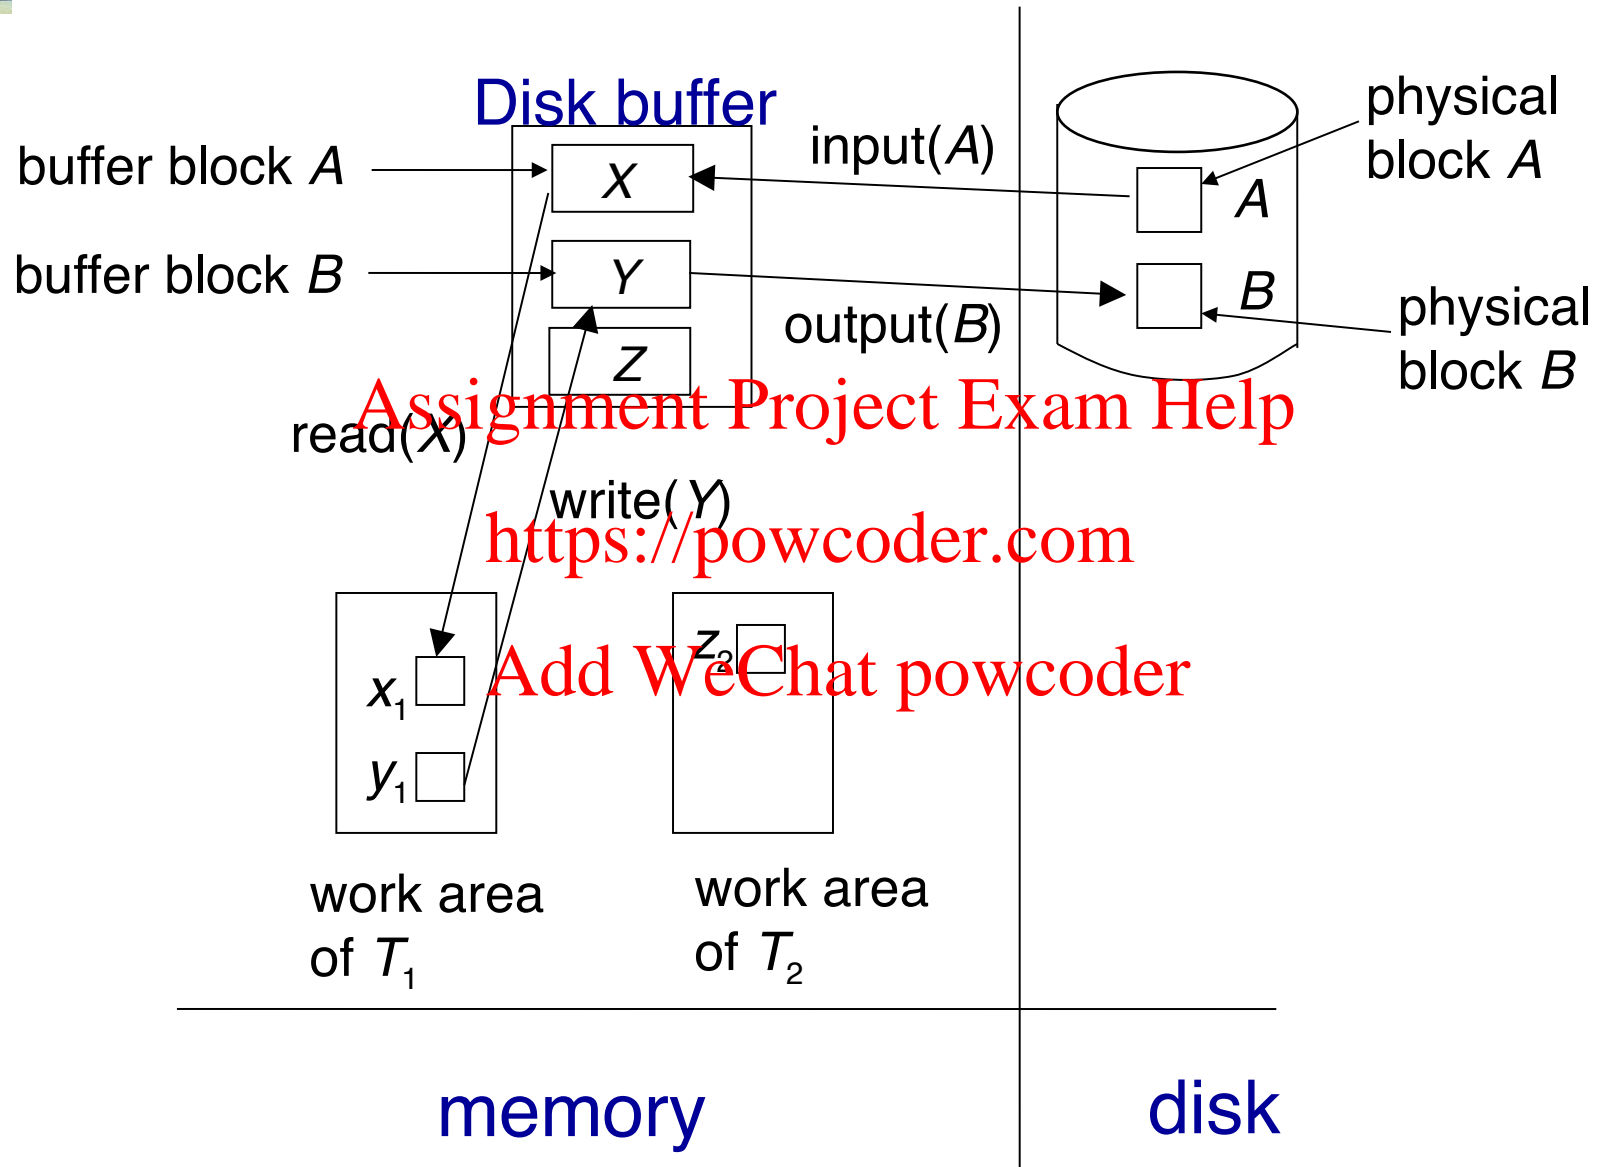 Disk buffer
buffer block A
X
input(A)
A
physical
block A
buffer block B
Y
output(B)
B
physical
block B
Z
Assignment Project Exam Help
read(X)
write(Y)
https://powcoder.com
z₂
Add WeChat powcoder
x₁
y₁
work area
of T₁
work area
of T₂
memory
disk